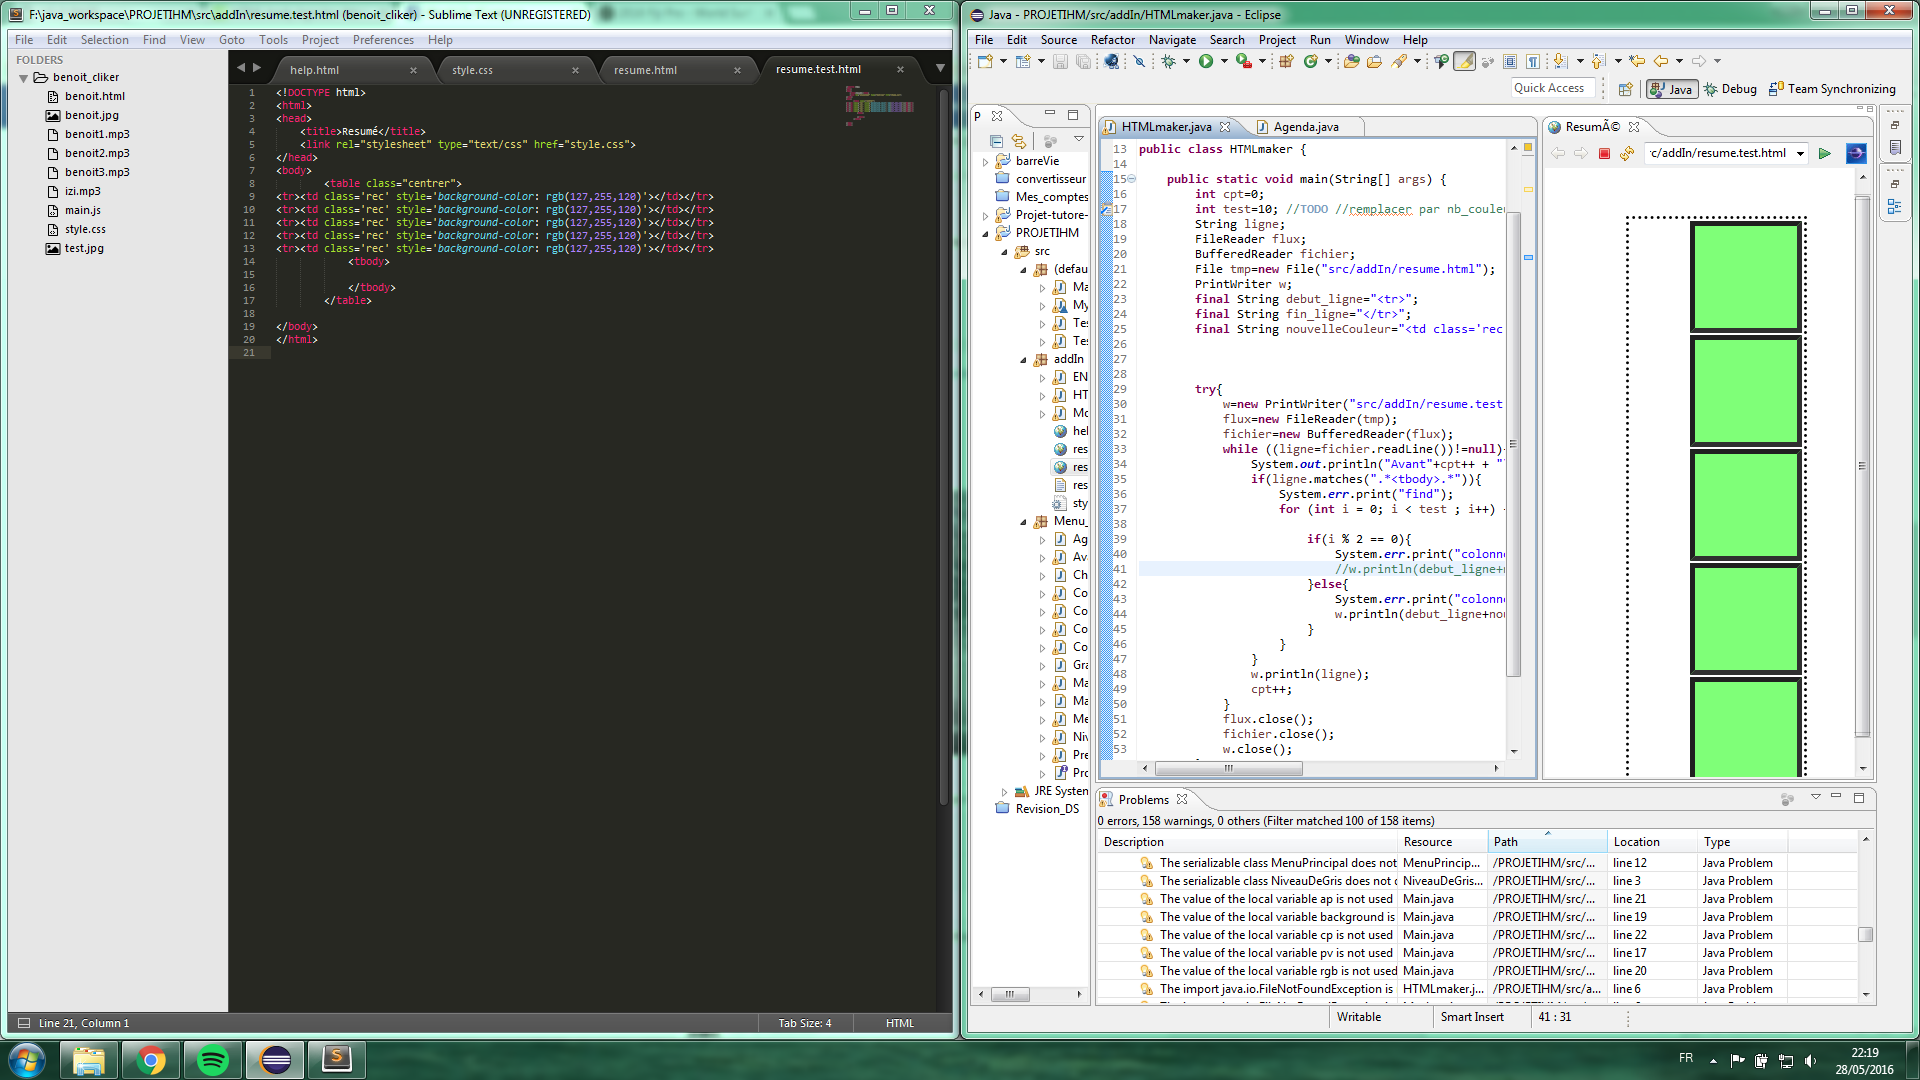 F:\java_workspace\PROJETIHM\src\addIn\resume.test.html (benoit_cliker) - Sublime Text (UNREGISTERED)
File Edit Selection Find View Goto Tools Project Preferences Help
FOLDERS
benoit_cliker
benoit.html
benoit.jpg
benoit1.mp3
benoit2.mp3
benoit3.mp3
izi.mp3
main.js
style.css
test.jpg
help.html
style.css
resume.html
resume.test.html
1 <!DOCTYPE html>
2 <html>
3 <head>
4 <title>Resumé</title>
5 <link rel="stylesheet" type="text/css" href="style.css">
6 </head>
7 <body>
8 <table class="centrer">
9 <tr><td class='rec' style='background-color: rgb(127,255,120)'></td></tr>
10 <tr><td class='rec' style='background-color: rgb(127,255,120)'></td></tr>
11 <tr><td class='rec' style='background-color: rgb(127,255,120)'></td></tr>
12 <tr><td class='rec' style='background-color: rgb(127,255,120)'></td></tr>
13 <tr><td class='rec' style='background-color: rgb(127,255,120)'></td></tr>
14 <tbody>
15
16 </tbody>
17 </table>
18
19 </body>
20 </html>
21
Line 21, Column 1
Tab Size: 4
HTML
Java - PROJETIHM/src/addIn/HTMLmaker.java - Eclipse
File Edit Source Refactor Navigate Search Project Run Window Help
Quick Access
Java
Debug
Team Synchronizing
P
barreVie
convertisseur
Mes_comptes
Projet-tutore-
PROJETIHM
src
(defau
Ma
My
Tes
Tes
addIn
EN
HT
Mo
hel
res
res
res
sty
Menu_
Ag
Av
Ch
Co
Co
Co
Co
Gra
Ma
Ma
Me
Niv
Pre
Pro
JRE System
Revision_DS
HTMLmaker.java
Agenda.java
13 public class HTMLmaker {
14
15 public static void main(String[] args) {
16 int cpt=0;
17 int test=10; //TODO //remplacer par nb_couleu
18 String ligne;
19 FileReader flux;
20 BufferedReader fichier;
21 File tmp=new File("src/addIn/resume.html");
22 PrintWriter w;
23 final String debut_ligne="<tr>";
24 final String fin_ligne="</tr>";
25 final String nouvelleCouleur="<td class='rec
26
27
28
29 try{
30 w=new PrintWriter("src/addIn/resume.test
31 flux=new FileReader(tmp);
32 fichier=new BufferedReader(flux);
33 while ((ligne=fichier.readLine())!=null)
34 System.out.println("Avant"+cpt++ + "
35 if(ligne.matches(".*<tbody>.*")){
36 System.err.print("find");
37 for (int i = 0; i < test ; i++)
38
39 if(i % 2 == 0){
40 System.err.print("colonn
41 //w.println(debut_ligne+
42 }else{
43 System.err.print("colonn
44 w.println(debut_ligne+nou
45 }
46 }
47 }
48 w.println(ligne);
49 cpt++;
50 }
51 flux.close();
52 fichier.close();
53 w.close();
ResumÃ©
c/addIn/resume.test.html
Problems
0 errors, 158 warnings, 0 others (Filter matched 100 of 158 items)
Description Resource Path Location Type
The serializable class MenuPrincipal does not MenuPrincip... /PROJETIHM/src/... line 12 Java Problem
The serializable class NiveauDeGris does not NiveauDeGris... /PROJETIHM/src/... line 3 Java Problem
The value of the local variable ap is not used Main.java /PROJETIHM/src/... line 21 Java Problem
The value of the local variable background is Main.java /PROJETIHM/src/... line 19 Java Problem
The value of the local variable cp is not used Main.java /PROJETIHM/src/... line 22 Java Problem
The value of the local variable pv is not used Main.java /PROJETIHM/src/... line 17 Java Problem
The value of the local variable rgb is not used Main.java /PROJETIHM/src/... line 20 Java Problem
The import java.io.FileNotFoundException is HTMLmaker.j... /PROJETIHM/src/a... line 6 Java Problem
Writable
Smart Insert
41 : 31
FR
22:19
28/05/2016